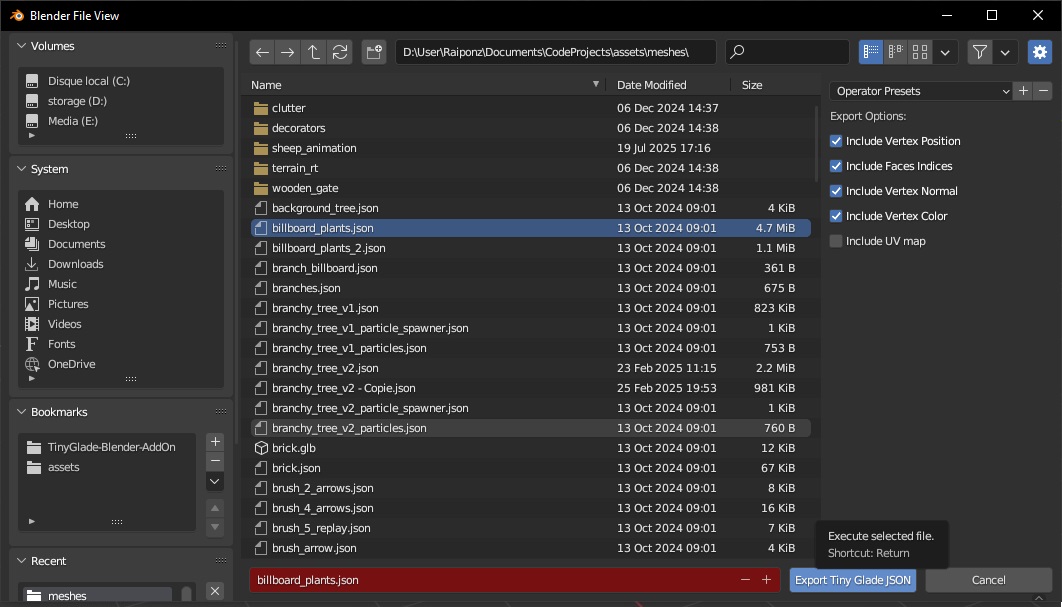 Blender File View
Volumes
Disque local (C:)
storage (D:)
Media (E:)
System
Home
Desktop
Documents
Downloads
Music
Pictures
Videos
Fonts
OneDrive
Bookmarks
TinyGlade-Blender-AddOn
assets
Recent
meshes
D:\User\Raiponz\Documents\CodeProjects\assets\meshes\
Name Date Modified Size
clutter 06 Dec 2024 14:37
decorators 06 Dec 2024 14:38
sheep_animation 19 Jul 2025 17:16
terrain_rt 06 Dec 2024 14:38
wooden_gate 06 Dec 2024 14:38
background_tree.json 13 Oct 2024 09:01 4 KiB
billboard_plants.json 13 Oct 2024 09:01 4.7 MiB
billboard_plants_2.json 13 Oct 2024 09:01 1.1 MiB
branch_billboard.json 13 Oct 2024 09:01 361 B
branches.json 13 Oct 2024 09:01 675 B
branchy_tree_v1.json 13 Oct 2024 09:01 823 KiB
branchy_tree_v1_particle_spawner.json 13 Oct 2024 09:01 1 KiB
branchy_tree_v1_particles.json 13 Oct 2024 09:01 753 B
branchy_tree_v2.json 23 Feb 2025 11:15 2.2 MiB
branchy_tree_v2 - Copie.json 25 Feb 2025 19:53 981 KiB
branchy_tree_v2_particle_spawner.json 13 Oct 2024 09:01 1 KiB
branchy_tree_v2_particles.json 13 Oct 2024 09:01 760 B
brick.glb 13 Oct 2024 09:01 12 KiB
brick.json 13 Oct 2024 09:01 67 KiB
brush_2_arrows.json 13 Oct 2024 09:01 8 KiB
brush_4_arrows.json 13 Oct 2024 09:01 16 KiB
brush_5_replay.json 13 Oct 2024 09:01 7 KiB
brush_arrow.json 13 Oct 2024 09:01 4 KiB
billboard_plants.json
Operator Presets
Export Options:
Include Vertex Position
Include Faces Indices
Include Vertex Normal
Include Vertex Color
Include UV map
Execute selected file.
Shortcut: Return
Export Tiny Glade JSON
Cancel